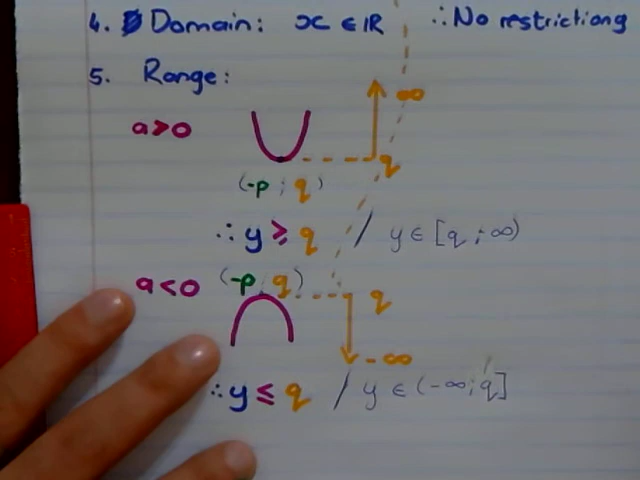 4. Domain: x ∈ ℝ ∴ No restrictions
5. Range:
∞
a>0
q
(-p ; q)
∴ y ≥ q / y ∈ [q ; ∞)
a<0 (-p ; q)
q
-∞
∴ y ≤ q / y ∈ (-∞; q]